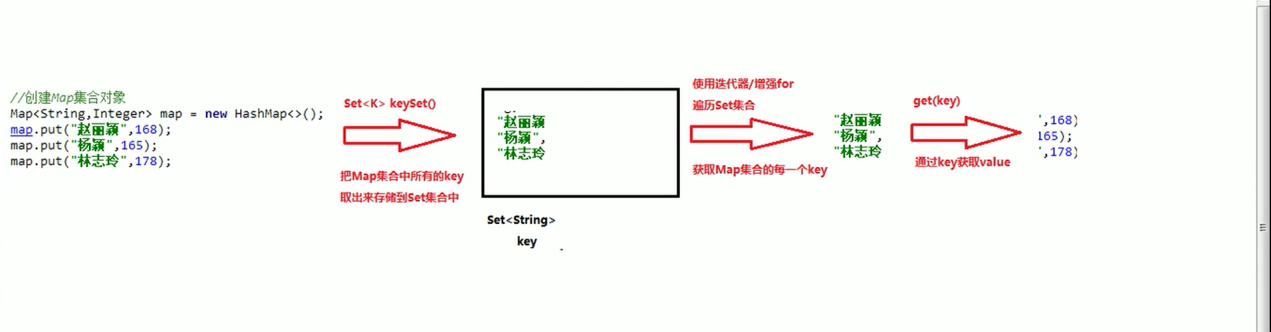 //创建Map集合对象
Map<String,Integer> map = new HashMap<>();
map.put("赵丽颖",168);
map.put("杨颖",165);
map.put("林志玲",178);
Set<K> keySet()
把Map集合中所有的key
取出来存储到Set集合中
"赵丽颖
"杨颖",
"林志玲
Set<String>
key
使用迭代器/增强for
遍历Set集合
获取Map集合的每一个key
"赵丽颖
"杨颖",
"林志玲
get(key)
通过key获取value
",168)
165);
",178)